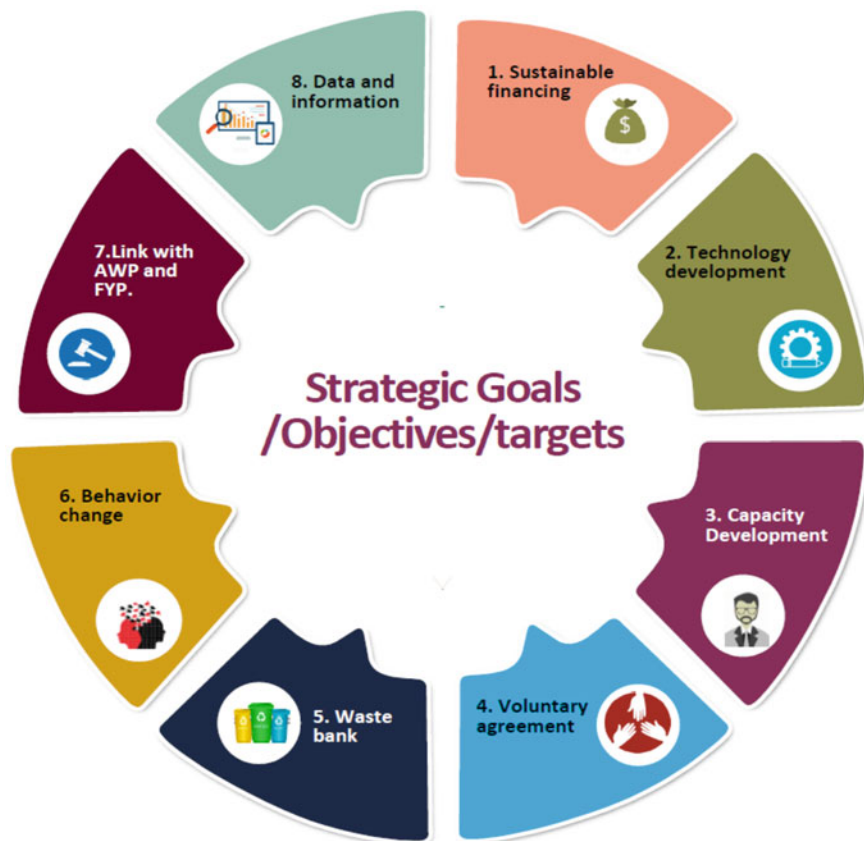 1. Sustainable
financing
2. Technology
development
3. Capacity
Development
4. Voluntary
agreement
5. Waste
bank
6. Behavior
change
7.Link with
AWP and
FYP.
8. Data and
information
Strategic Goals
/Objectives/targets
$